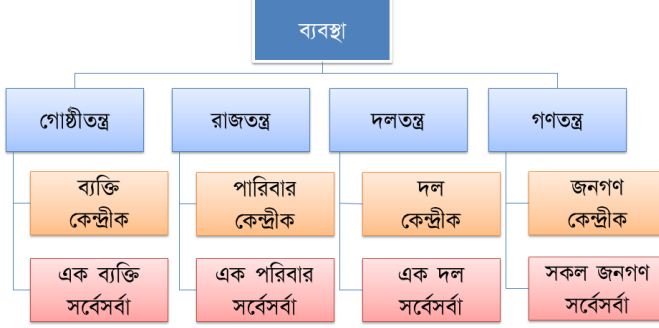 ব্যবস্থা
গোষ্ঠীতন্ত্র
রাজতন্ত্র
দলতন্ত্র
গণতন্ত্র
ব্যক্তি
কেন্দ্রীক
পারিবার
কেন্দ্রীক
দল
কেন্দ্রীক
জনগণ
কেন্দ্রীক
এক ব্যক্তি
সর্বেসর্বা
এক পরিবার
সর্বেসর্বা
এক দল
সর্বেসর্বা
সকল জনগণ
সর্বেসর্বা